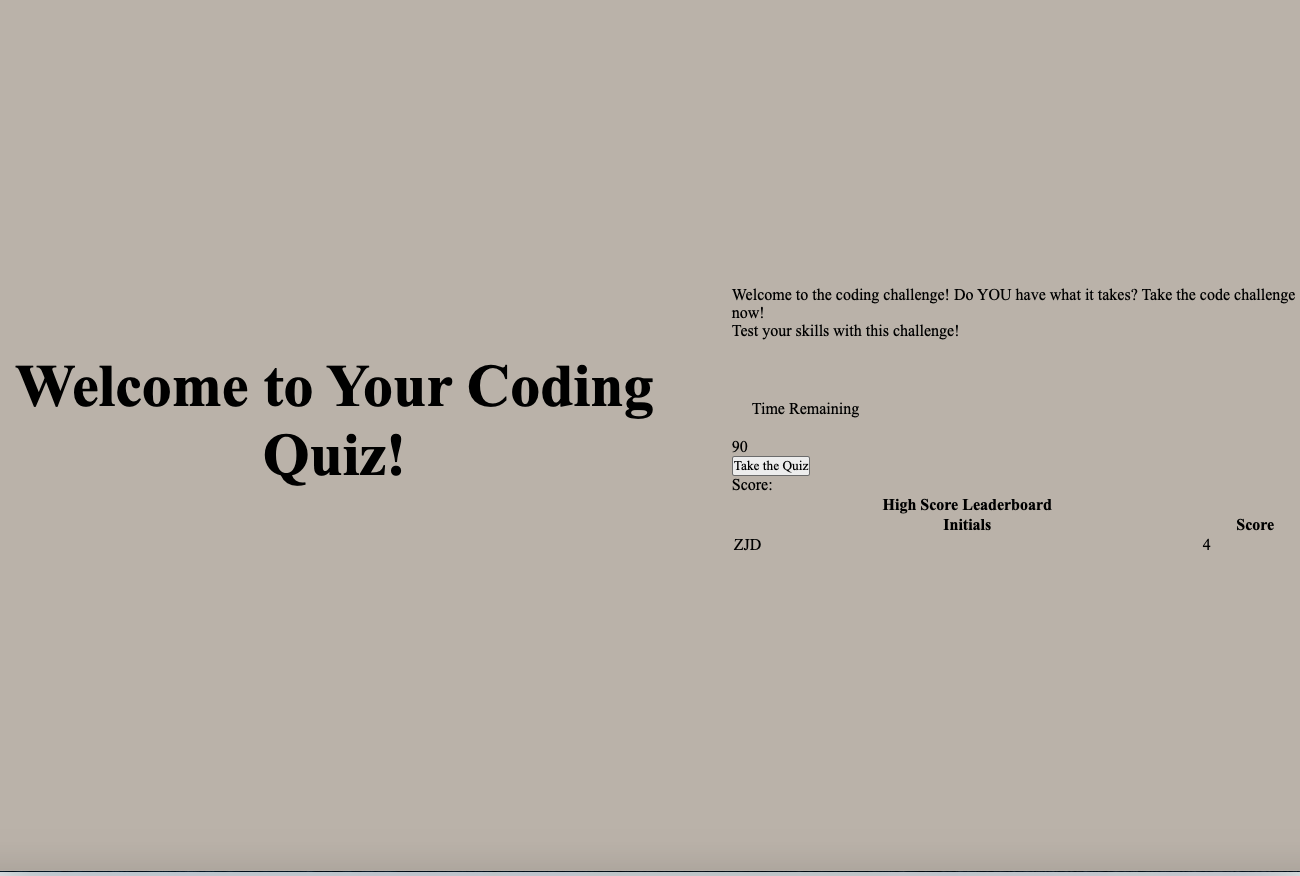 Welcome to Your Coding
Quiz!
Welcome to the coding challenge! Do YOU have what it takes? Take the code challenge
now!
Test your skills with this challenge!
Time Remaining
90
Take the Quiz
Score:
High Score Leaderboard
Initials Score
ZJD 4